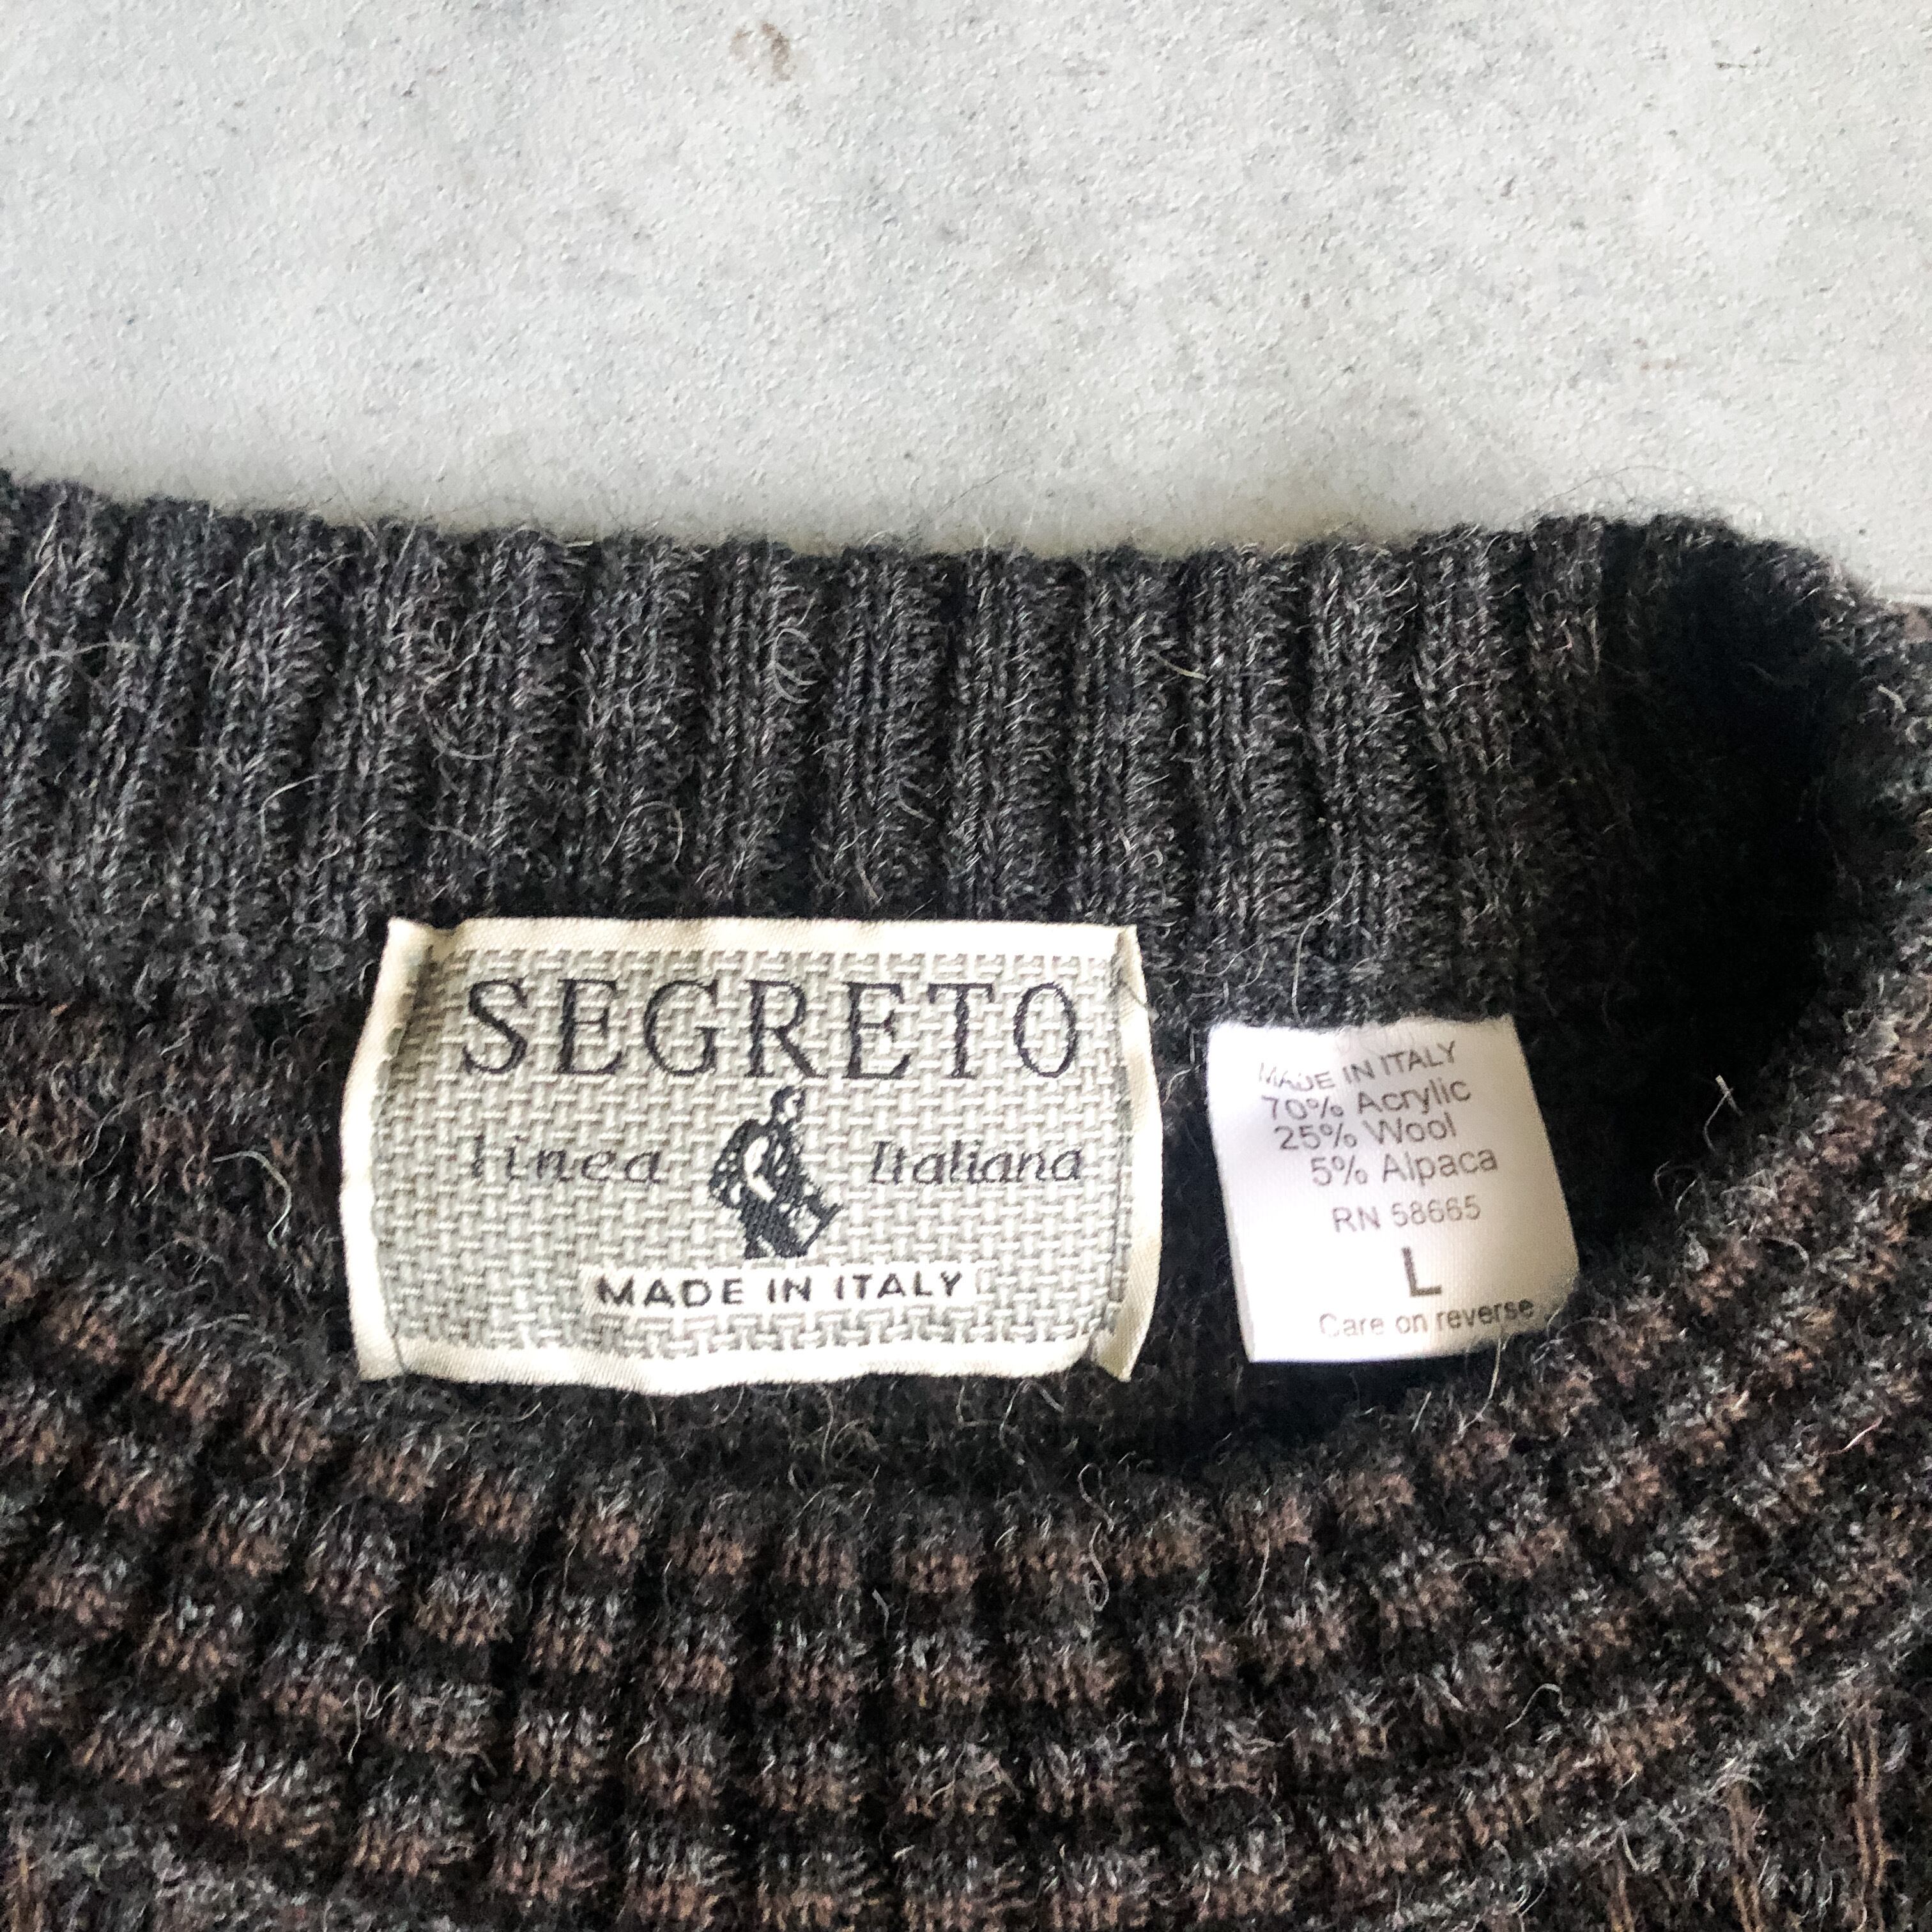 SEGRETO
linea Italiana
MADE IN ITALY
MADE IN ITALY
70% Acrylic
25% Wool
5% Alpaca
RN 58665
L
Care on reverse